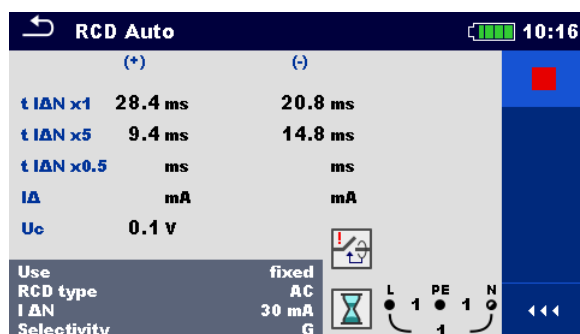 RCD Auto 10:16
(+) (-)
t IΔN x1 28.4 ms 20.8 ms
t IΔN x5 9.4 ms 14.8 ms
t IΔN x0.5 ms ms
IΔ mA mA
Uc 0.1 V
Use fixed
RCD type AC
I ΔN 30 mA
Selectivity G
L PE N
1 1
1